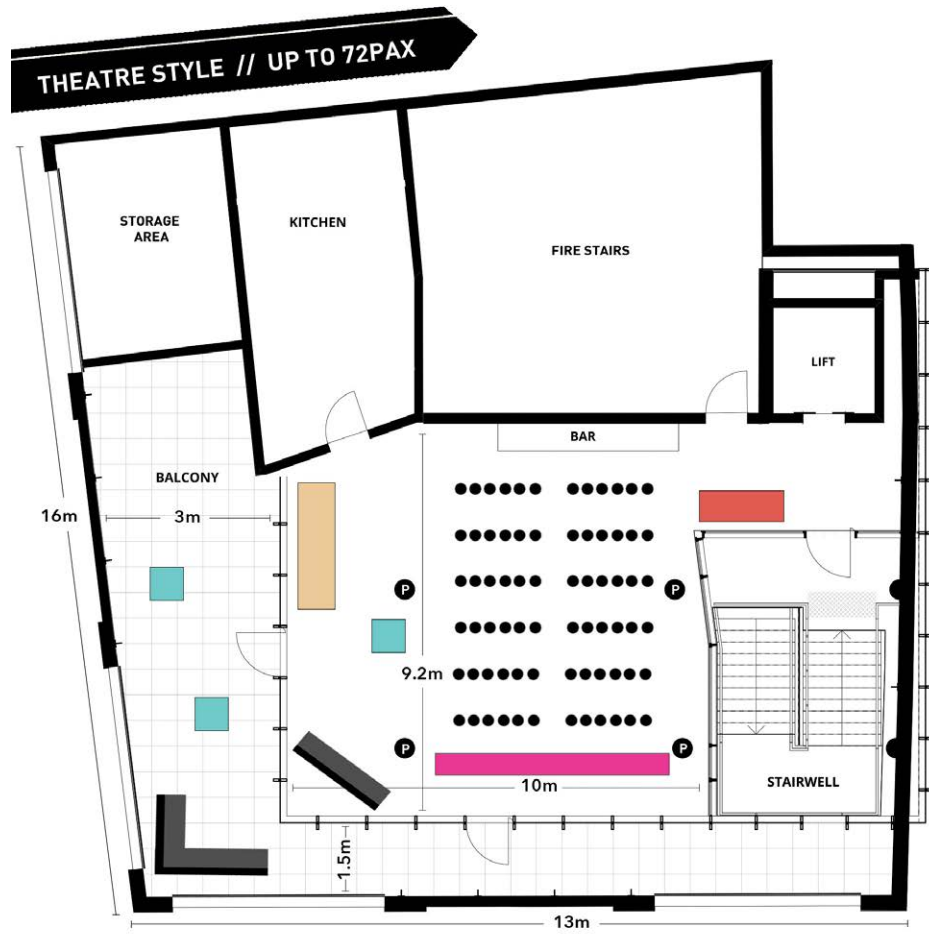 THEATRE STYLE // UP TO 72PAX
STORAGE
AREA
KITCHEN
FIRE STAIRS
LIFT
BAR
BALCONY
16m
3m
P
P
9.2m
P
P
10m
STAIRWELL
1.5m
13m